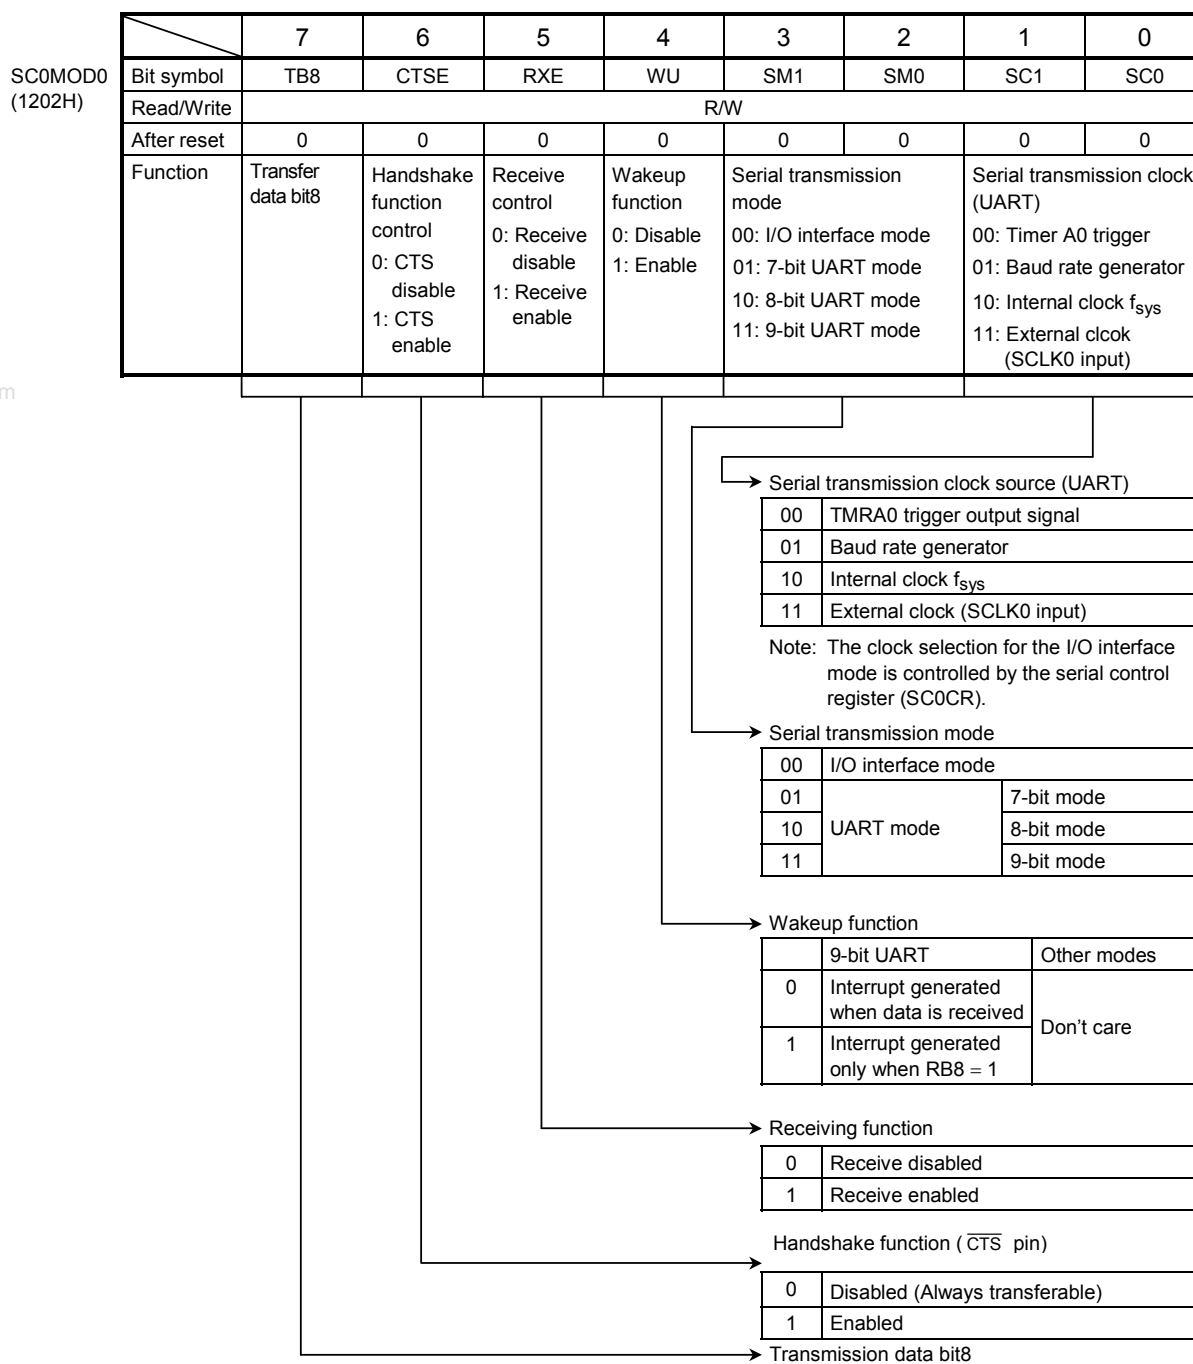 7 6 5 4 3 2 1 0
SC0MOD0 Bit symbol TB8 CTSE RXE WU SM1 SM0 SC1 SC0
(1202H) Read/Write R/W
After reset 0 0 0 0 0 0 0 0
Function Transfer Handshake Receive Wakeup Serial transmission Serial transmission clock
data bit8 function control function mode (UART)
control 0: Receive 0: Disable 00: I/O interface mode 00: Timer A0 trigger
0: CTS disable 1: Enable 01: 7-bit UART mode 01: Baud rate generator
disable 1: Receive 10: 8-bit UART mode 10: Internal clock fsys
1: CTS enable 11: 9-bit UART mode 11: External clcok
enable (SCLK0 input)
m
Serial transmission clock source (UART)
00 TMRA0 trigger output signal
01 Baud rate generator
10 Internal clock fsys
11 External clock (SCLK0 input)
Note: The clock selection for the I/O interface
mode is controlled by the serial control
register (SC0CR).
Serial transmission mode
00 I/O interface mode
01 7-bit mode
10 UART mode 8-bit mode
11 9-bit mode
Wakeup function
9-bit UART Other modes
0 Interrupt generated
when data is received
Don't care
1 Interrupt generated
only when RB8 = 1
Receiving function
0 Receive disabled
1 Receive enabled
Handshake function ( C̅T̅S̅ pin)
0 Disabled (Always transferable)
1 Enabled
Transmission data bit8